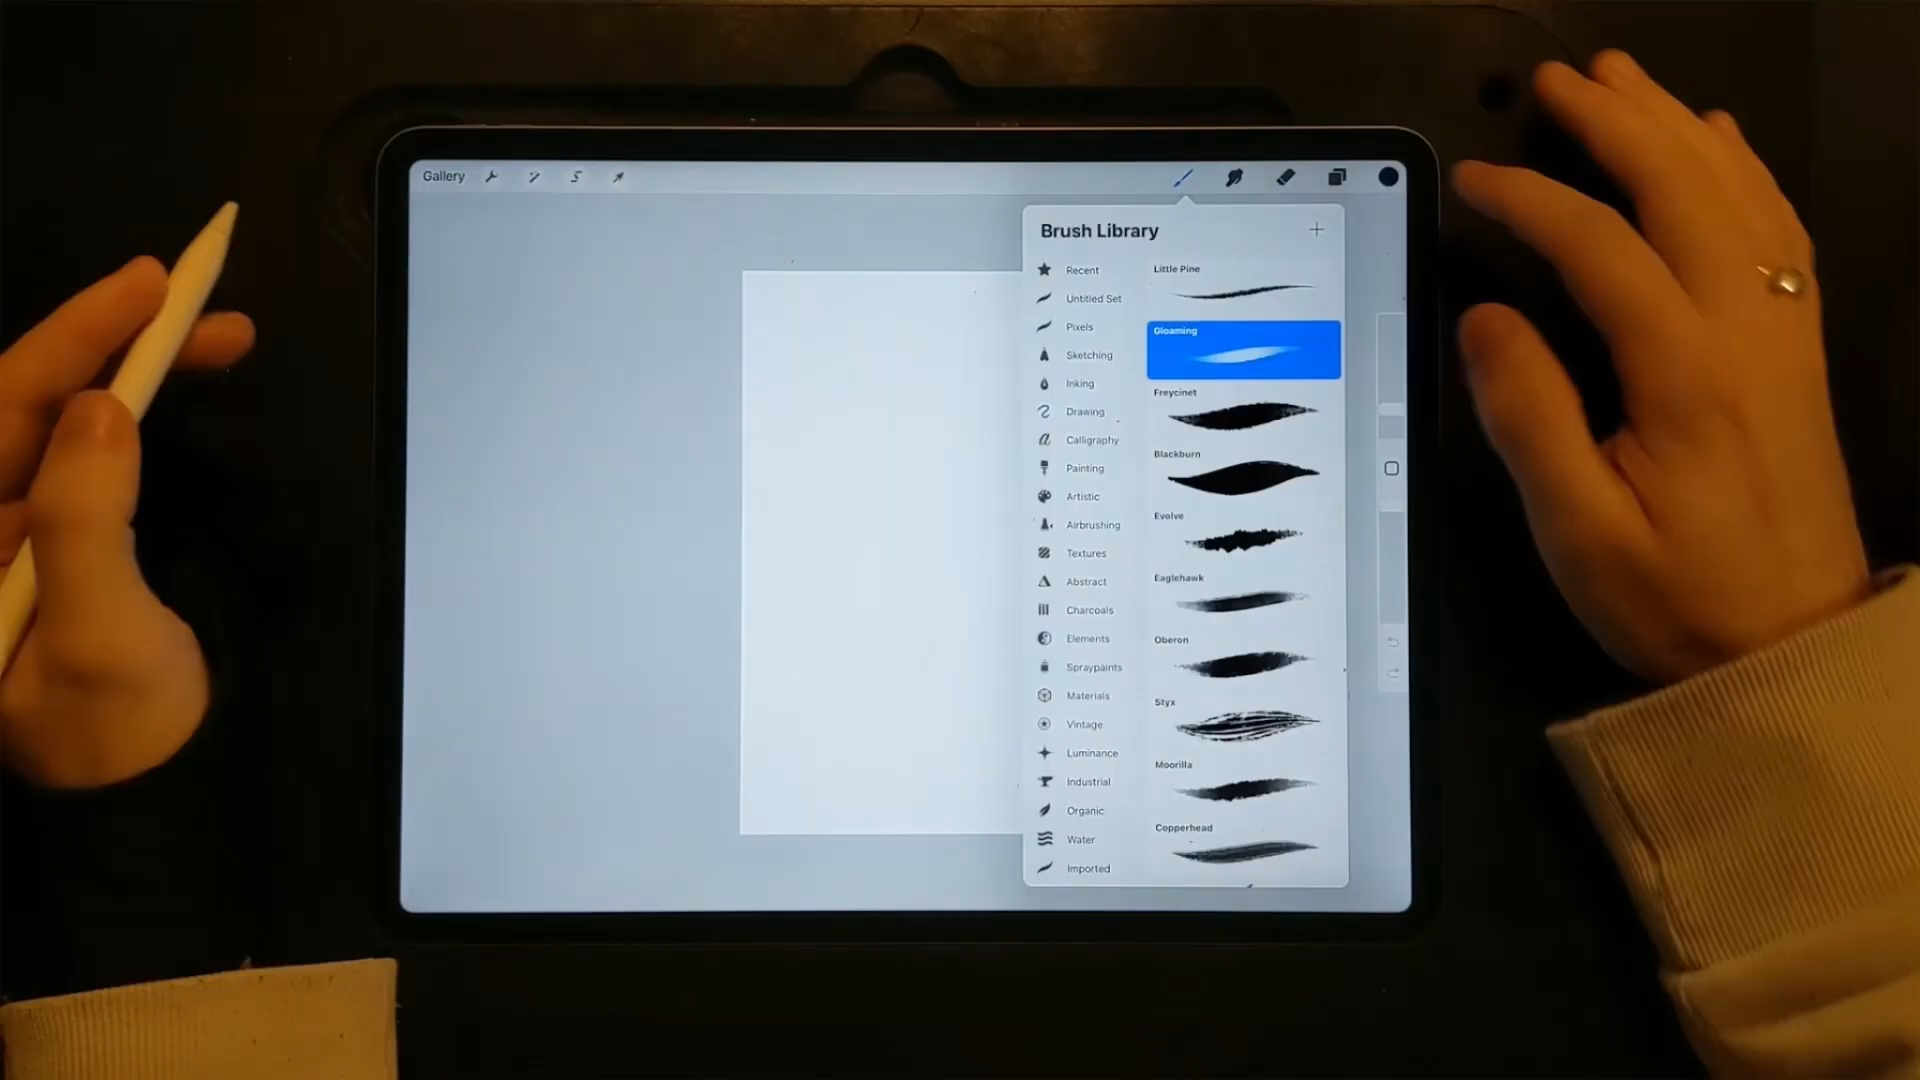 Gallery
Brush Library
Recent
Untitled Set
Pixels
Sketching
Inking
Drawing
Calligraphy
Painting
Artistic
Airbrushing
Textures
Abstract
Charcoals
Elements
Spraypaints
Materials
Vintage
Luminance
Industrial
Organic
Water
Imported
Little Pine
Gloaming
Freycinet
Blackburn
Evolve
Eaglehawk
Oberon
Styx
Moorilla
Copperhead